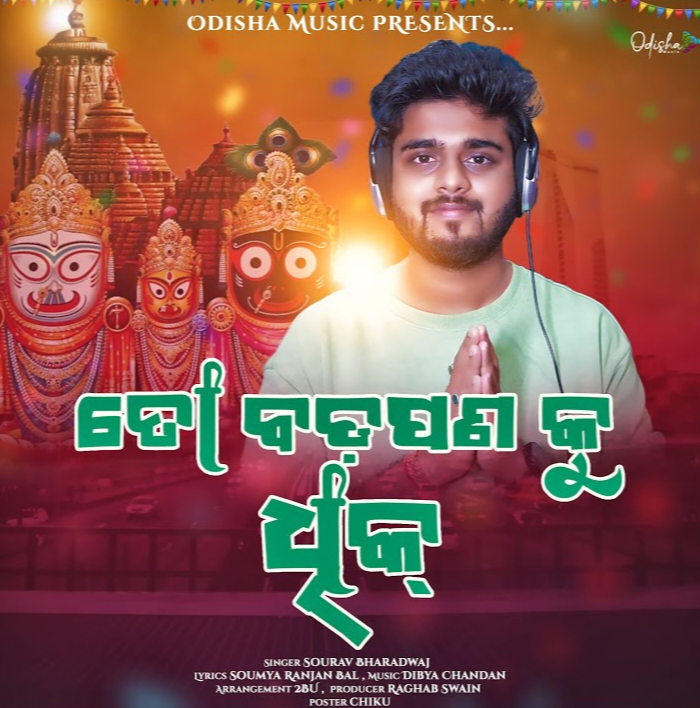 ODISHA MUSIC PRESENTS...
Odisha
ତୋ ବଡ଼ପଣ କୁ
ଧିକ୍
SINGER SOURAV BHARADWAJ
LYRICS SOUMYA RANJAN BAL , MUSIC DIBYA CHANDAN
ARRANGEMENT 2BU , PRODUCER RAGHAB SWAIN
POSTER CHIKU